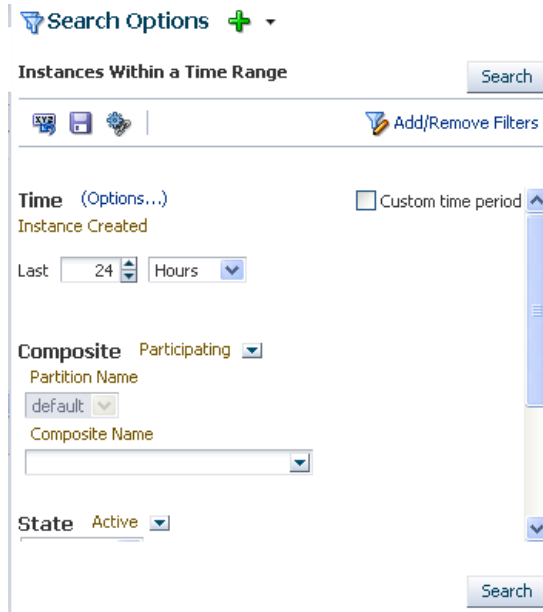 Search Options
Instances Within a Time Range
Search
XYZ
Add/Remove Filters
Time (Options...) Custom time period
Instance Created
Last 24 Hours
Composite Participating
Partition Name
default
Composite Name
State Active
Search